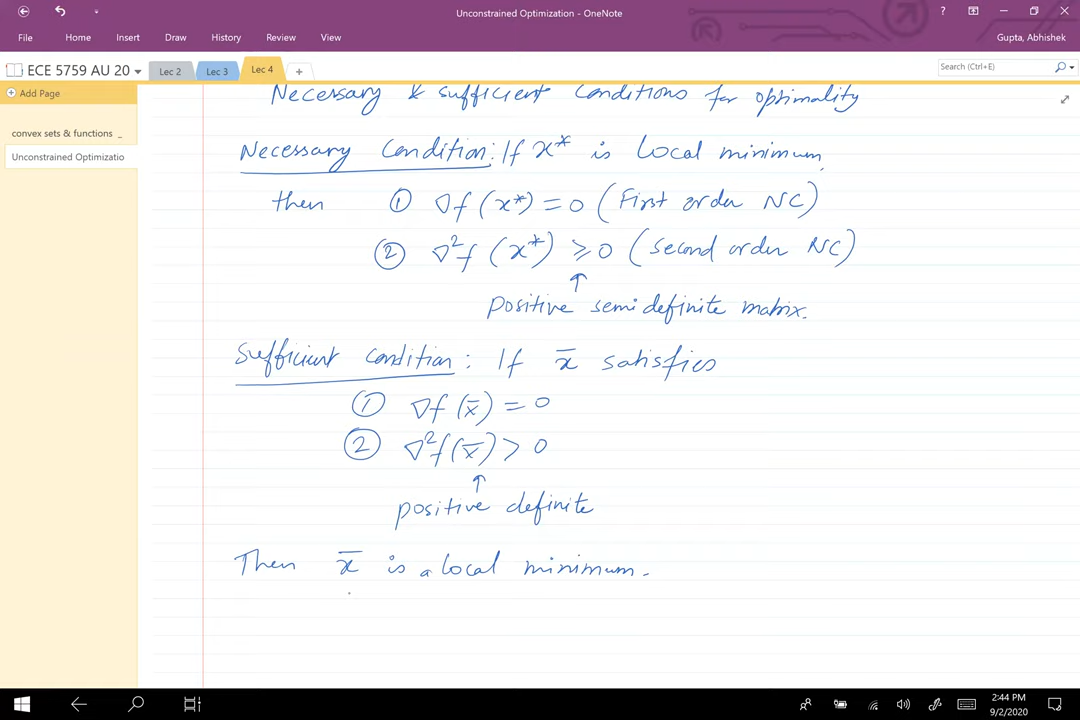 Unconstrained Optimization - OneNote
File Home Insert Draw History Review View Gupta, Abhishek
ECE 5759 AU 20 Lec 2 Lec 3 Lec 4 + Search (Ctrl+E)
Add Page
convex sets & functions _
Unconstrained Optimizatio
Necessary & sufficient conditions for optimality
Necessary Condition: If x* is Local minimum,
then ① ∇f(x*) = 0 (First order NC)
② ∇²f(x*) ≥ 0 (second order NC)
↑
positive semidefinite matrix.
Sufficient condition: If x̄ satisfies
① ∇f(x̄) = 0
② ∇²f(x̄) > 0
↑
positive definite
Then x̄ is a local minimum.
2:44 PM
9/2/2020